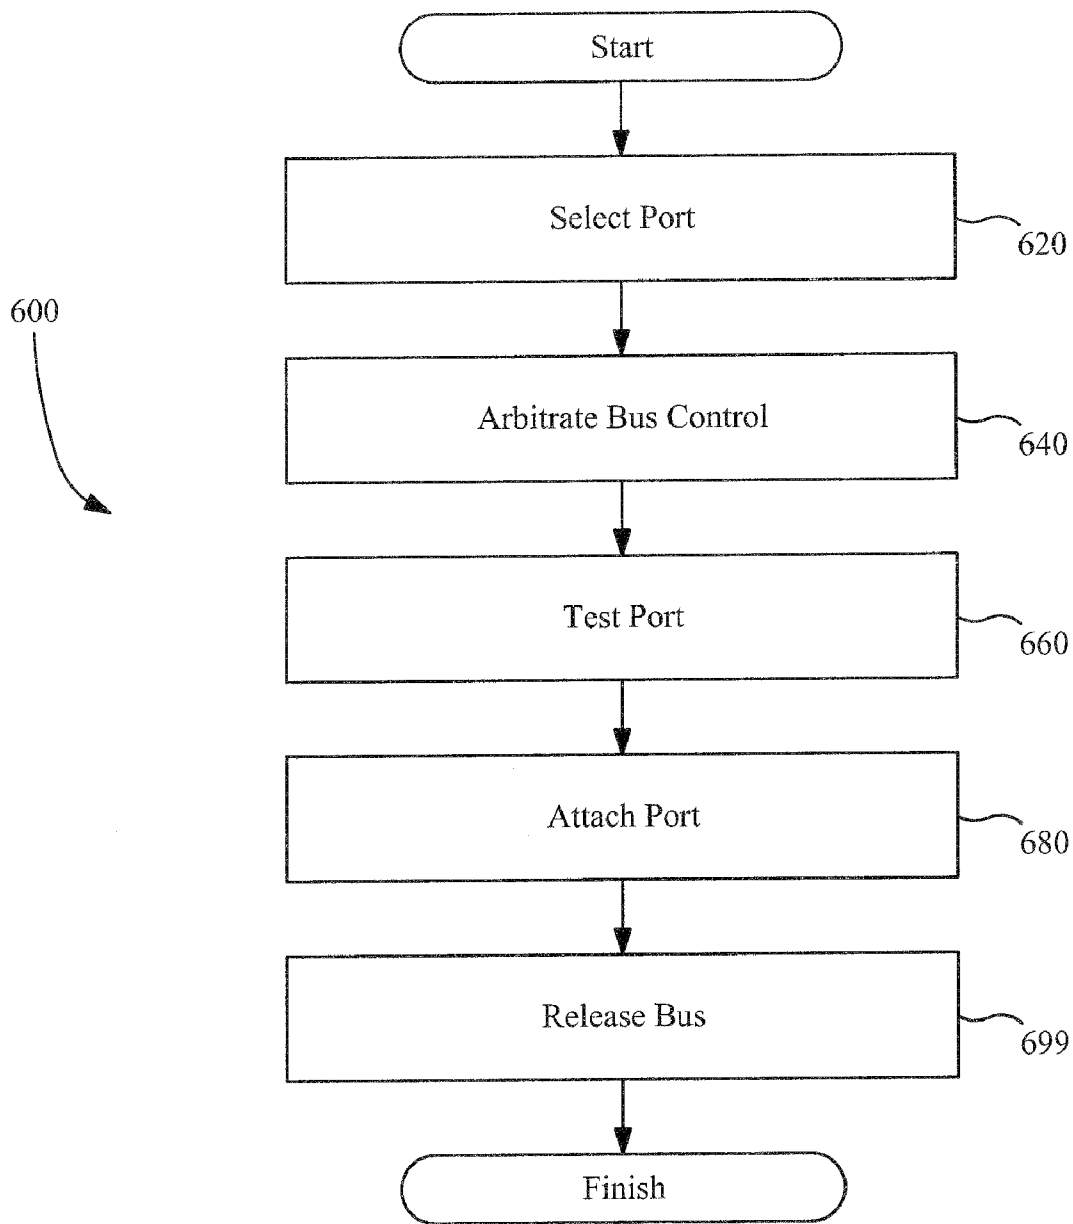 Start
Select Port
620
600
Arbitrate Bus Control
640
Test Port
660
Attach Port
680
Release Bus
699
Finish